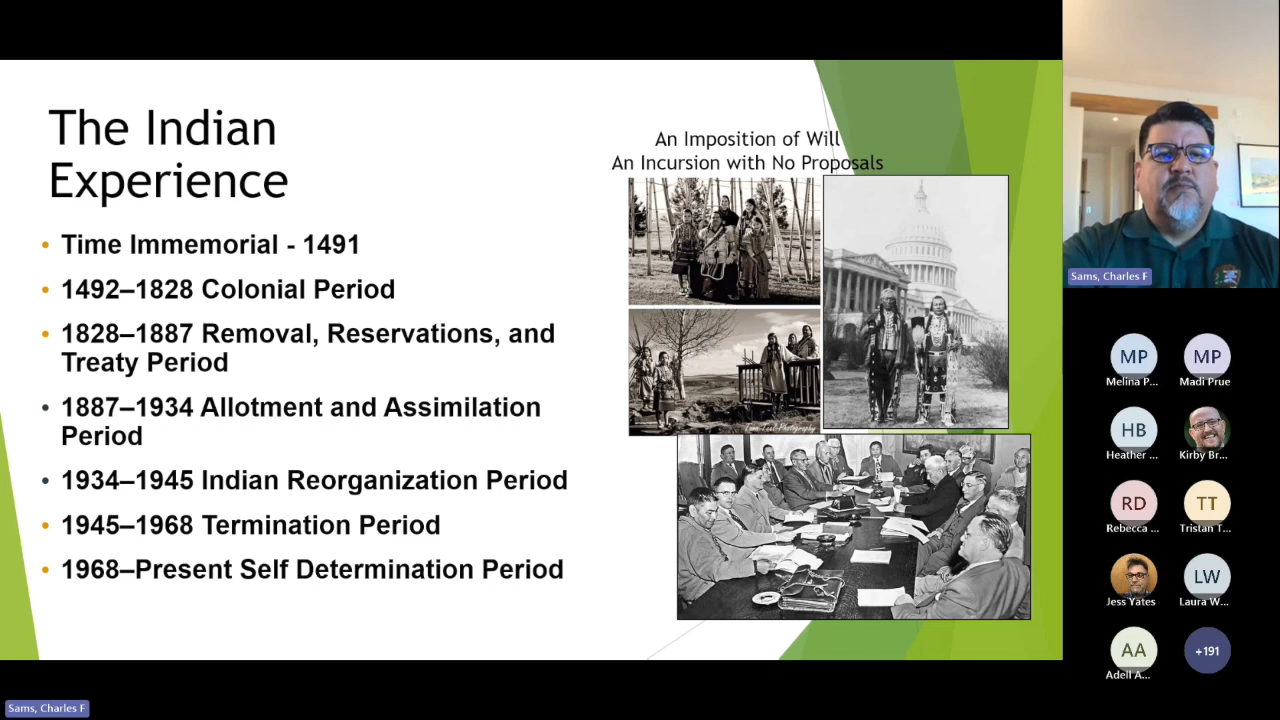 The Indian
Experience
Time Immemorial - 1491
1492–1828 Colonial Period
1828–1887 Removal, Reservations, and
Treaty Period
1887–1934 Allotment and Assimilation
Period
1934–1945 Indian Reorganization Period
1945–1968 Termination Period
1968–Present Self Determination Period
An Imposition of Will
An Incursion with No Proposals
Sams, Charles F
MP
MP
Melina P...
Madi Prue
HB
Heather ...
Kirby Br...
RD
TT
Rebecca ...
Tristan T...
LW
Jess Yates
Laura W...
AA
+191
Adell A...
Sams, Charles F